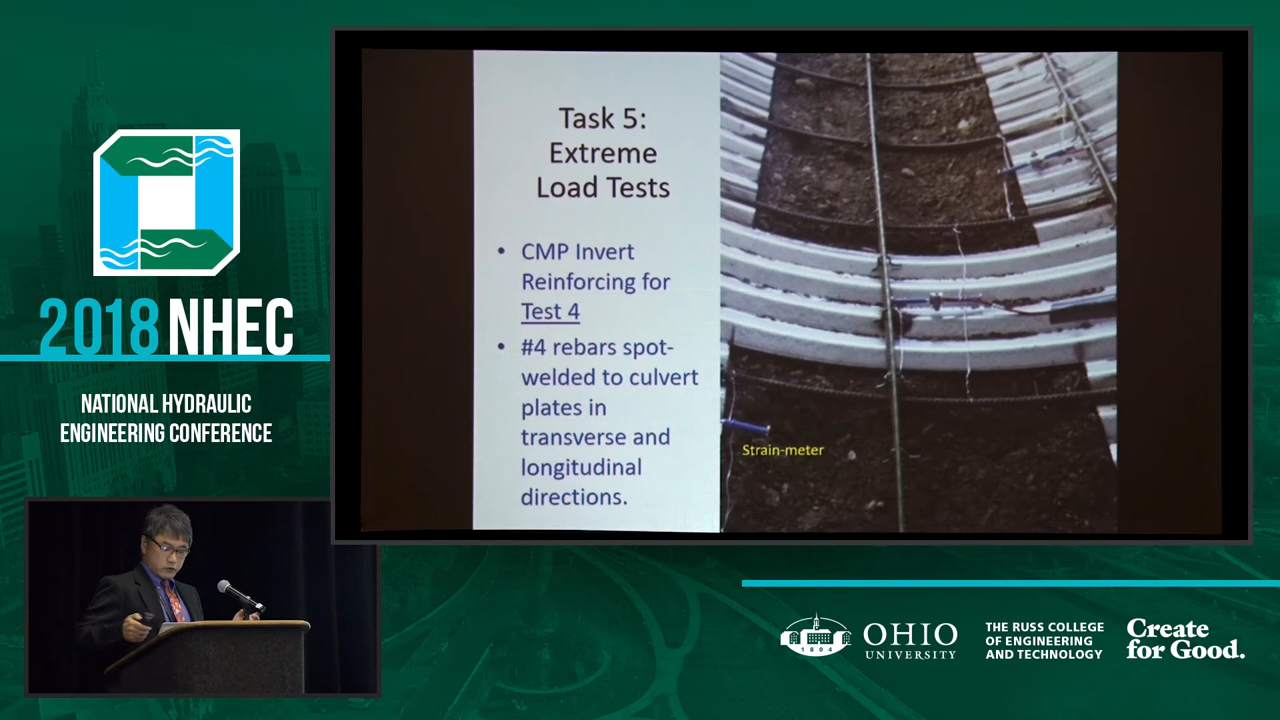 2018 NHEC
NATIONAL HYDRAULIC
ENGINEERING CONFERENCE
Task 5:
Extreme
Load Tests
• CMP Invert
Reinforcing for
Test 4
• #4 rebars spot-
welded to culvert
plates in
transverse and
longitudinal
directions.
Strain-meter
1804
OHIO
UNIVERSITY
THE RUSS COLLEGE
OF ENGINEERING
AND TECHNOLOGY
Create
for Good.